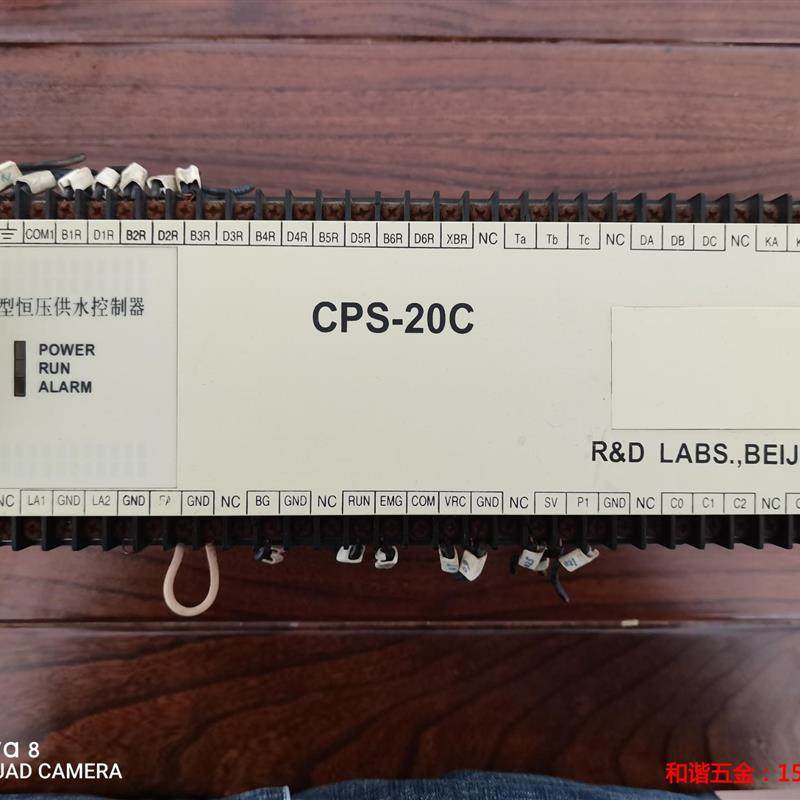 COM1 B1R D1R B2R D2R B3R D3R B4R D4R B5R D5R B6R D6R XBR NC Ta Tb Tc NC DA DB DC NC KA
型恒压供水控制器
CPS-20C
POWER
RUN
ALARM
R&D LABS.,BEIJ
NC LA1 GND LA2 GND FA GND NC BG GND NC RUN EMG COM VRC GND NC SV P1 GND NC C0 C1 C2 NC
va 8
UAD CAMERA
和谐五金：15